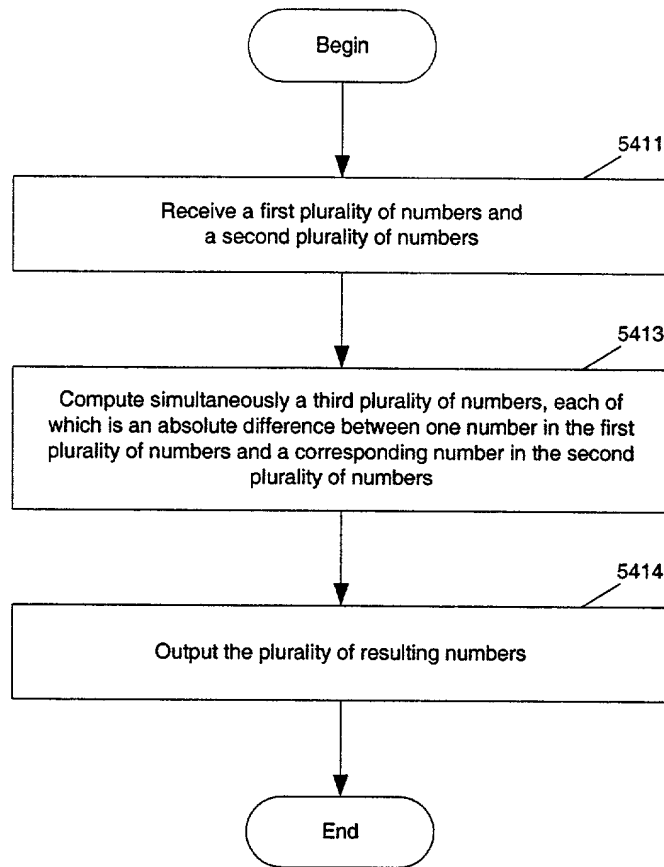 Begin
5411
Receive a first plurality of numbers and
a second plurality of numbers
5413
Compute simultaneously a third plurality of numbers, each of
which is an absolute difference between one number in the first
plurality of numbers and a corresponding number in the second
plurality of numbers
5414
Output the plurality of resulting numbers
End